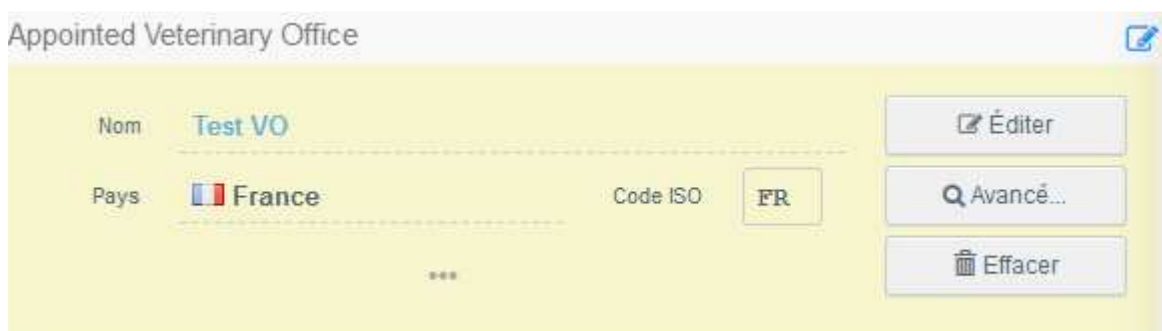 Appointed Veterinary Office
Nom Test VO Éditer
Pays France Code ISO FR Avancé...
Effacer